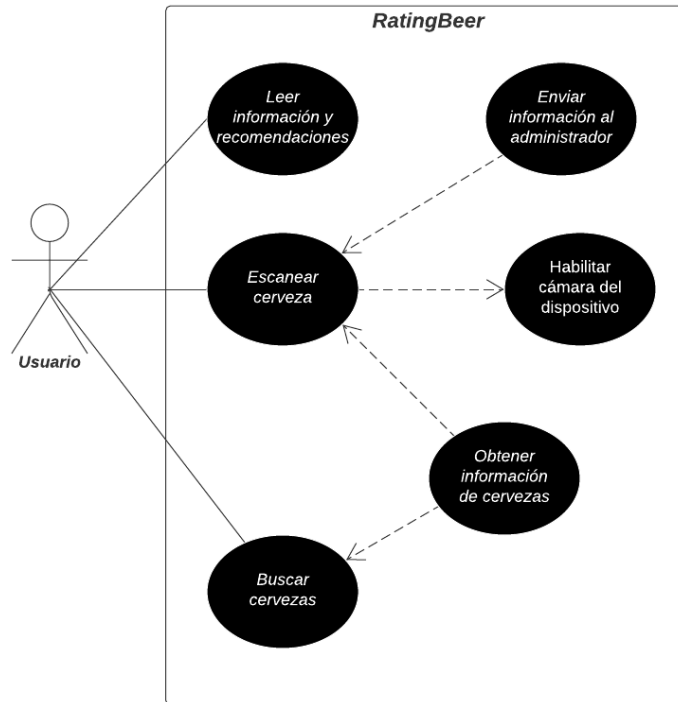 RatingBeer
Leer
información y
recomendaciones
Enviar
información al
administrador
Escanear
cerveza
Habilitar
cámara del
dispositivo
Usuario
Obtener
información
de cervezas
Buscar
cervezas